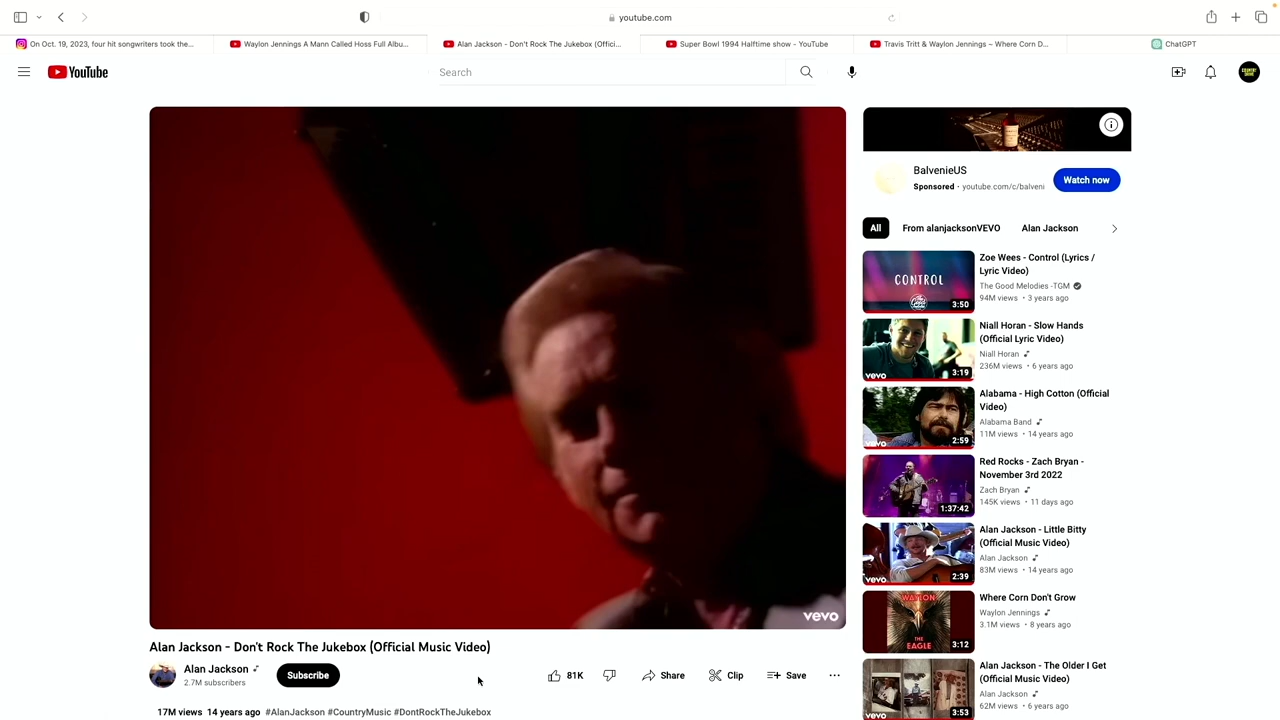 youtube.com
On Oct. 19, 2023, four hit songwriters took the...
Waylon Jennings A Mann Called Hoss Full Albu...
Alan Jackson - Don't Rock The Jukebox (Offici...
Super Bowl 1994 Halftime show - YouTube
Travis Tritt & Waylon Jennings ~ Where Corn D...
ChatGPT
YouTube
Search
vevo
Alan Jackson - Don't Rock The Jukebox (Official Music Video)
Alan Jackson
2.7M subscribers
Subscribe
81K
Share
Clip
Save
17M views 14 years ago #AlanJackson #CountryMusic #DontRockTheJukebox
BalvenieUS
Sponsored · youtube.com/c/balveni
Watch now
All
From alanjacksonVEVO
Alan Jackson
CONTROL
3:50
Zoe Wees - Control (Lyrics /
Lyric Video)
The Good Melodies -TGM
94M views • 3 years ago
vevo
3:19
Niall Horan - Slow Hands
(Official Lyric Video)
Niall Horan
236M views • 6 years ago
vevo
2:59
Alabama - High Cotton (Official
Video)
Alabama Band
11M views • 14 years ago
1:37:42
Red Rocks - Zach Bryan -
November 3rd 2022
Zach Bryan
145K views • 11 days ago
vevo
2:39
Alan Jackson - Little Bitty
(Official Music Video)
Alan Jackson
83M views • 14 years ago
WAYLON
THE
EAGLE
3:12
Where Corn Don't Grow
Waylon Jennings
3.1M views • 8 years ago
vevo
3:53
Alan Jackson - The Older I Get
(Official Music Video)
Alan Jackson
62M views • 6 years ago